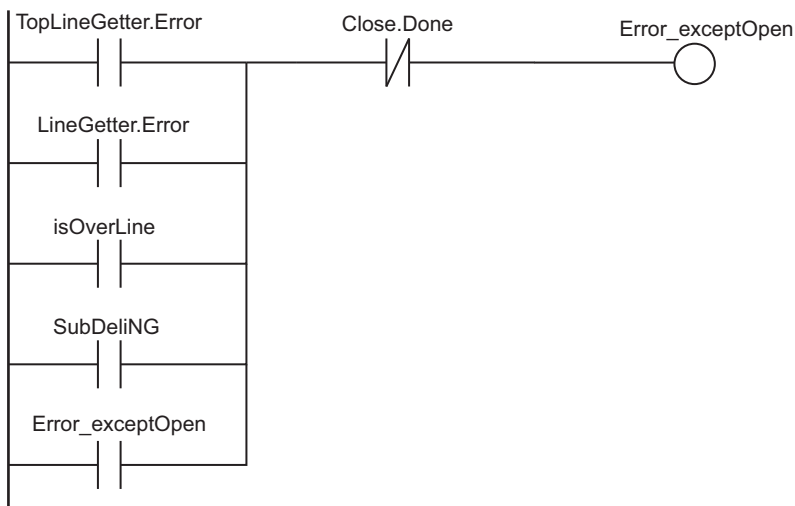 TopLineGetter.Error
Close.Done
Error_exceptOpen
LineGetter.Error
isOverLine
SubDeliNG
Error_exceptOpen